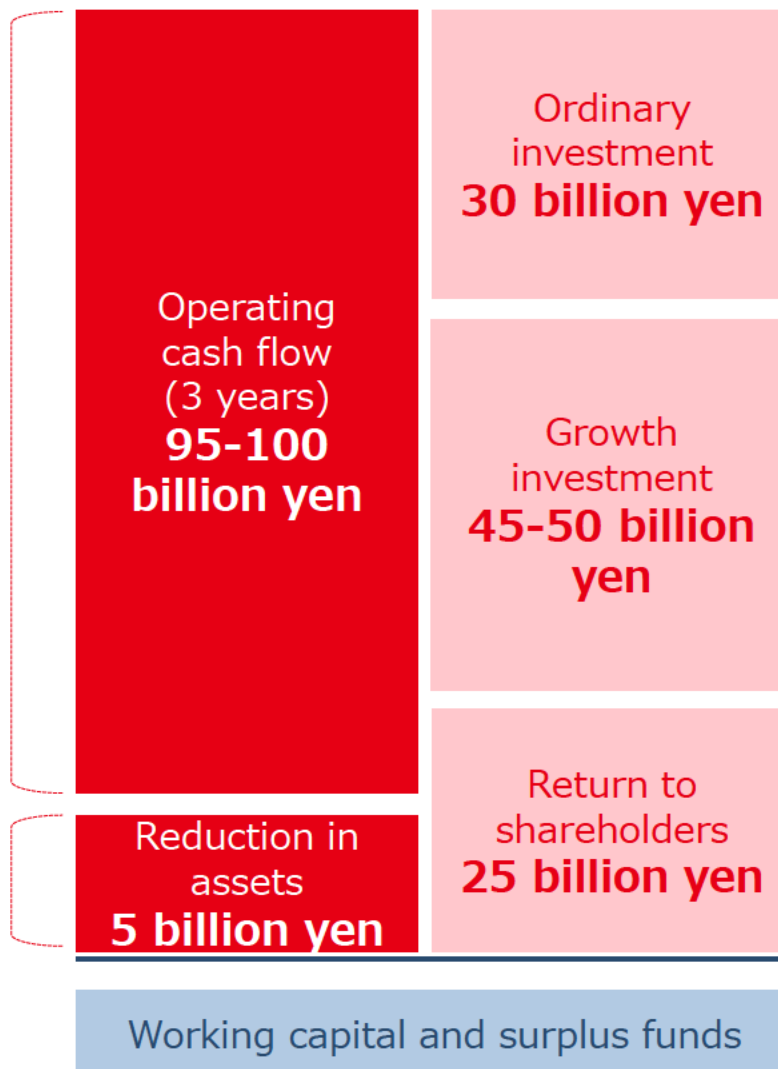 Operating
cash flow
(3 years)
95-100
billion yen
Reduction in
assets
5 billion yen
Ordinary
investment
30 billion yen
Growth
investment
45-50 billion
yen
Return to
shareholders
25 billion yen
Working capital and surplus funds